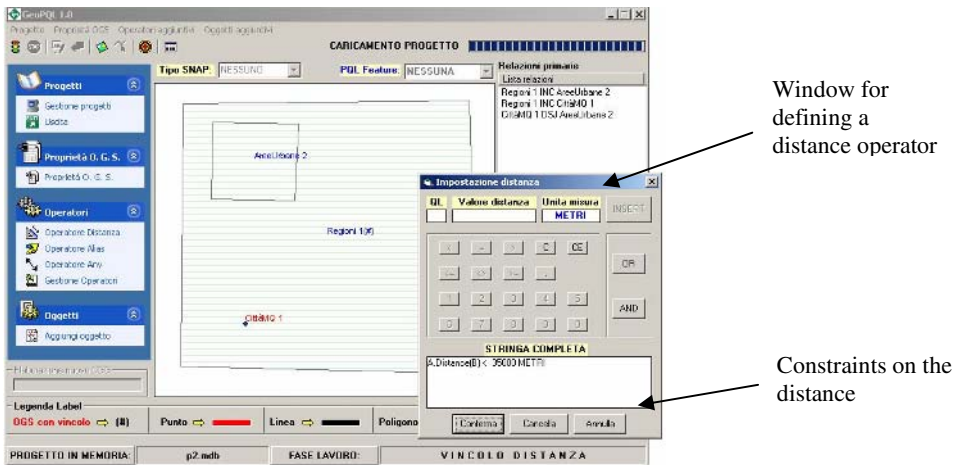 GeoPQL 1.0
Progetto Proprietà OGS Operatori aggiuntivi Oggetti aggiuntivi
CARICAMENTO PROGETTO
Tipo SNAP: NESSUNO
PQL Feature: NESSUNA
Relazioni primarie
Lista relazioni
Regioni 1 INC AreeUrbane 2
Regioni 1 INC CittàMQ 1
CittàMQ 1 DSJ AreeUrbane 2
Progetti
Gestione progetti
Uscita
Proprietà O. G. S.
Proprietà O. G. S.
Operatori
Operatore Distanza
Operatore Alias
Operatore Any
Gestione Operatori
Oggetti
Aggiungi oggetto
AreeUrbane 2
Regioni 1(#)
CittàMQ 1
Impostazione distanza
QL Valore distanza Unita misura
METRI
INSERT
C CE
OR
1 2 3 4 5
AND
STRINGA COMPLETA
A.Distance(B) < 35000 METRI
Conferma Cancella Annulla
Legenda Label
OGS con vincolo (#)
Punto
Linea
Poligono
PROGETTO IN MEMORIA: p2.mdb FASE LAVORO: VINCOLO DISTANZA
Window for
defining a
distance operator
Constraints on the
distance